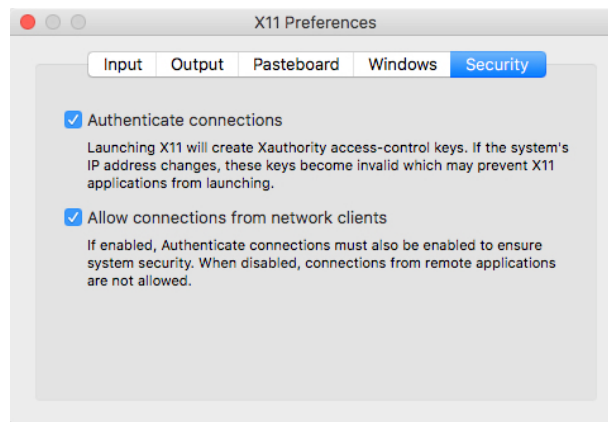 X11 Preferences
Input Output Pasteboard Windows Security
Authenticate connections
Launching X11 will create Xauthority access-control keys. If the system's
IP address changes, these keys become invalid which may prevent X11
applications from launching.
Allow connections from network clients
If enabled, Authenticate connections must also be enabled to ensure
system security. When disabled, connections from remote applications
are not allowed.